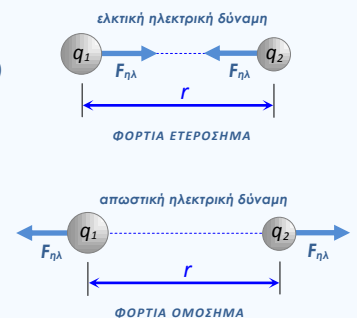 ελκτική ηλεκτρική δύναμη
q1 q2
Fηλ Fηλ
r
ΦΟΡΤΙΑ ΕΤΕΡΟΣΗΜΑ
απωστική ηλεκτρική δύναμη
q1 q2
Fηλ Fηλ
r
ΦΟΡΤΙΑ ΟΜΟΣΗΜΑ